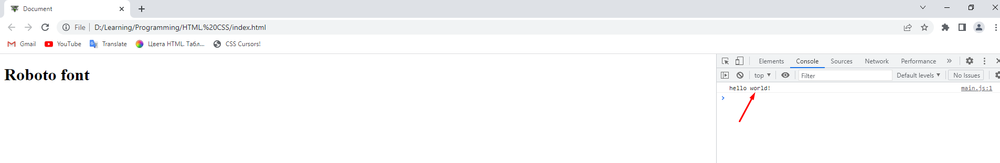 Document
File D:/Learning/Programming/HTML,%20CSS/index.html
Gmail YouTube Translate Цвета HTML. Табл... CSS Cursors!
Roboto font
Elements Console Sources Network Performance »
top Filter Default levels No Issues
hello world! main.js:1
>